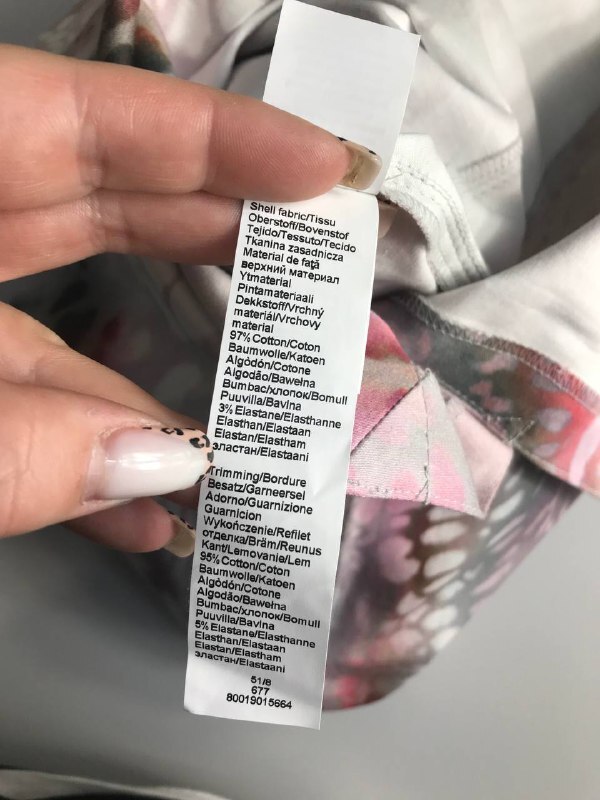 Shell fabric/Tissu
Oberstoff/Bovenstof
Tejido/Tessuto/Tecido
Tkanina zasadnicza
Material de faţă
верхний материал
Ytmaterial
Pintamateriaali
Dekkstoff/Vrchný
materiál/Vrchovy
material
97% Cotton/Coton
Baumwolle/Katoen
Algódón/Cotone
Algodão/Bawełna
Bumbac/хлопок/Bomull
Puuvilla/Bavlna
3% Elastane/Elasthanne
Elasthan/Elastaan
Elastan/Elastham
эластан/Elastaani
Trimming/Bordure
Besatz/Garneersel
Adorno/Guarnizione
Guarnicion
Wykończenie/Refilet
отделка/Bräm/Reunus
Kant/Lemovanie/Lem
95% Cotton/Coton
Baumwolle/Katoen
Algódón/Cotone
Algodão/Bawełna
Bumbac/хлопок/Bomull
Puuvilla/Bavlna
5% Elastane/Elasthanne
Elasthan/Elastaan
Elastan/Elastham
эластан/Elastaani
51/8
677
80019015664